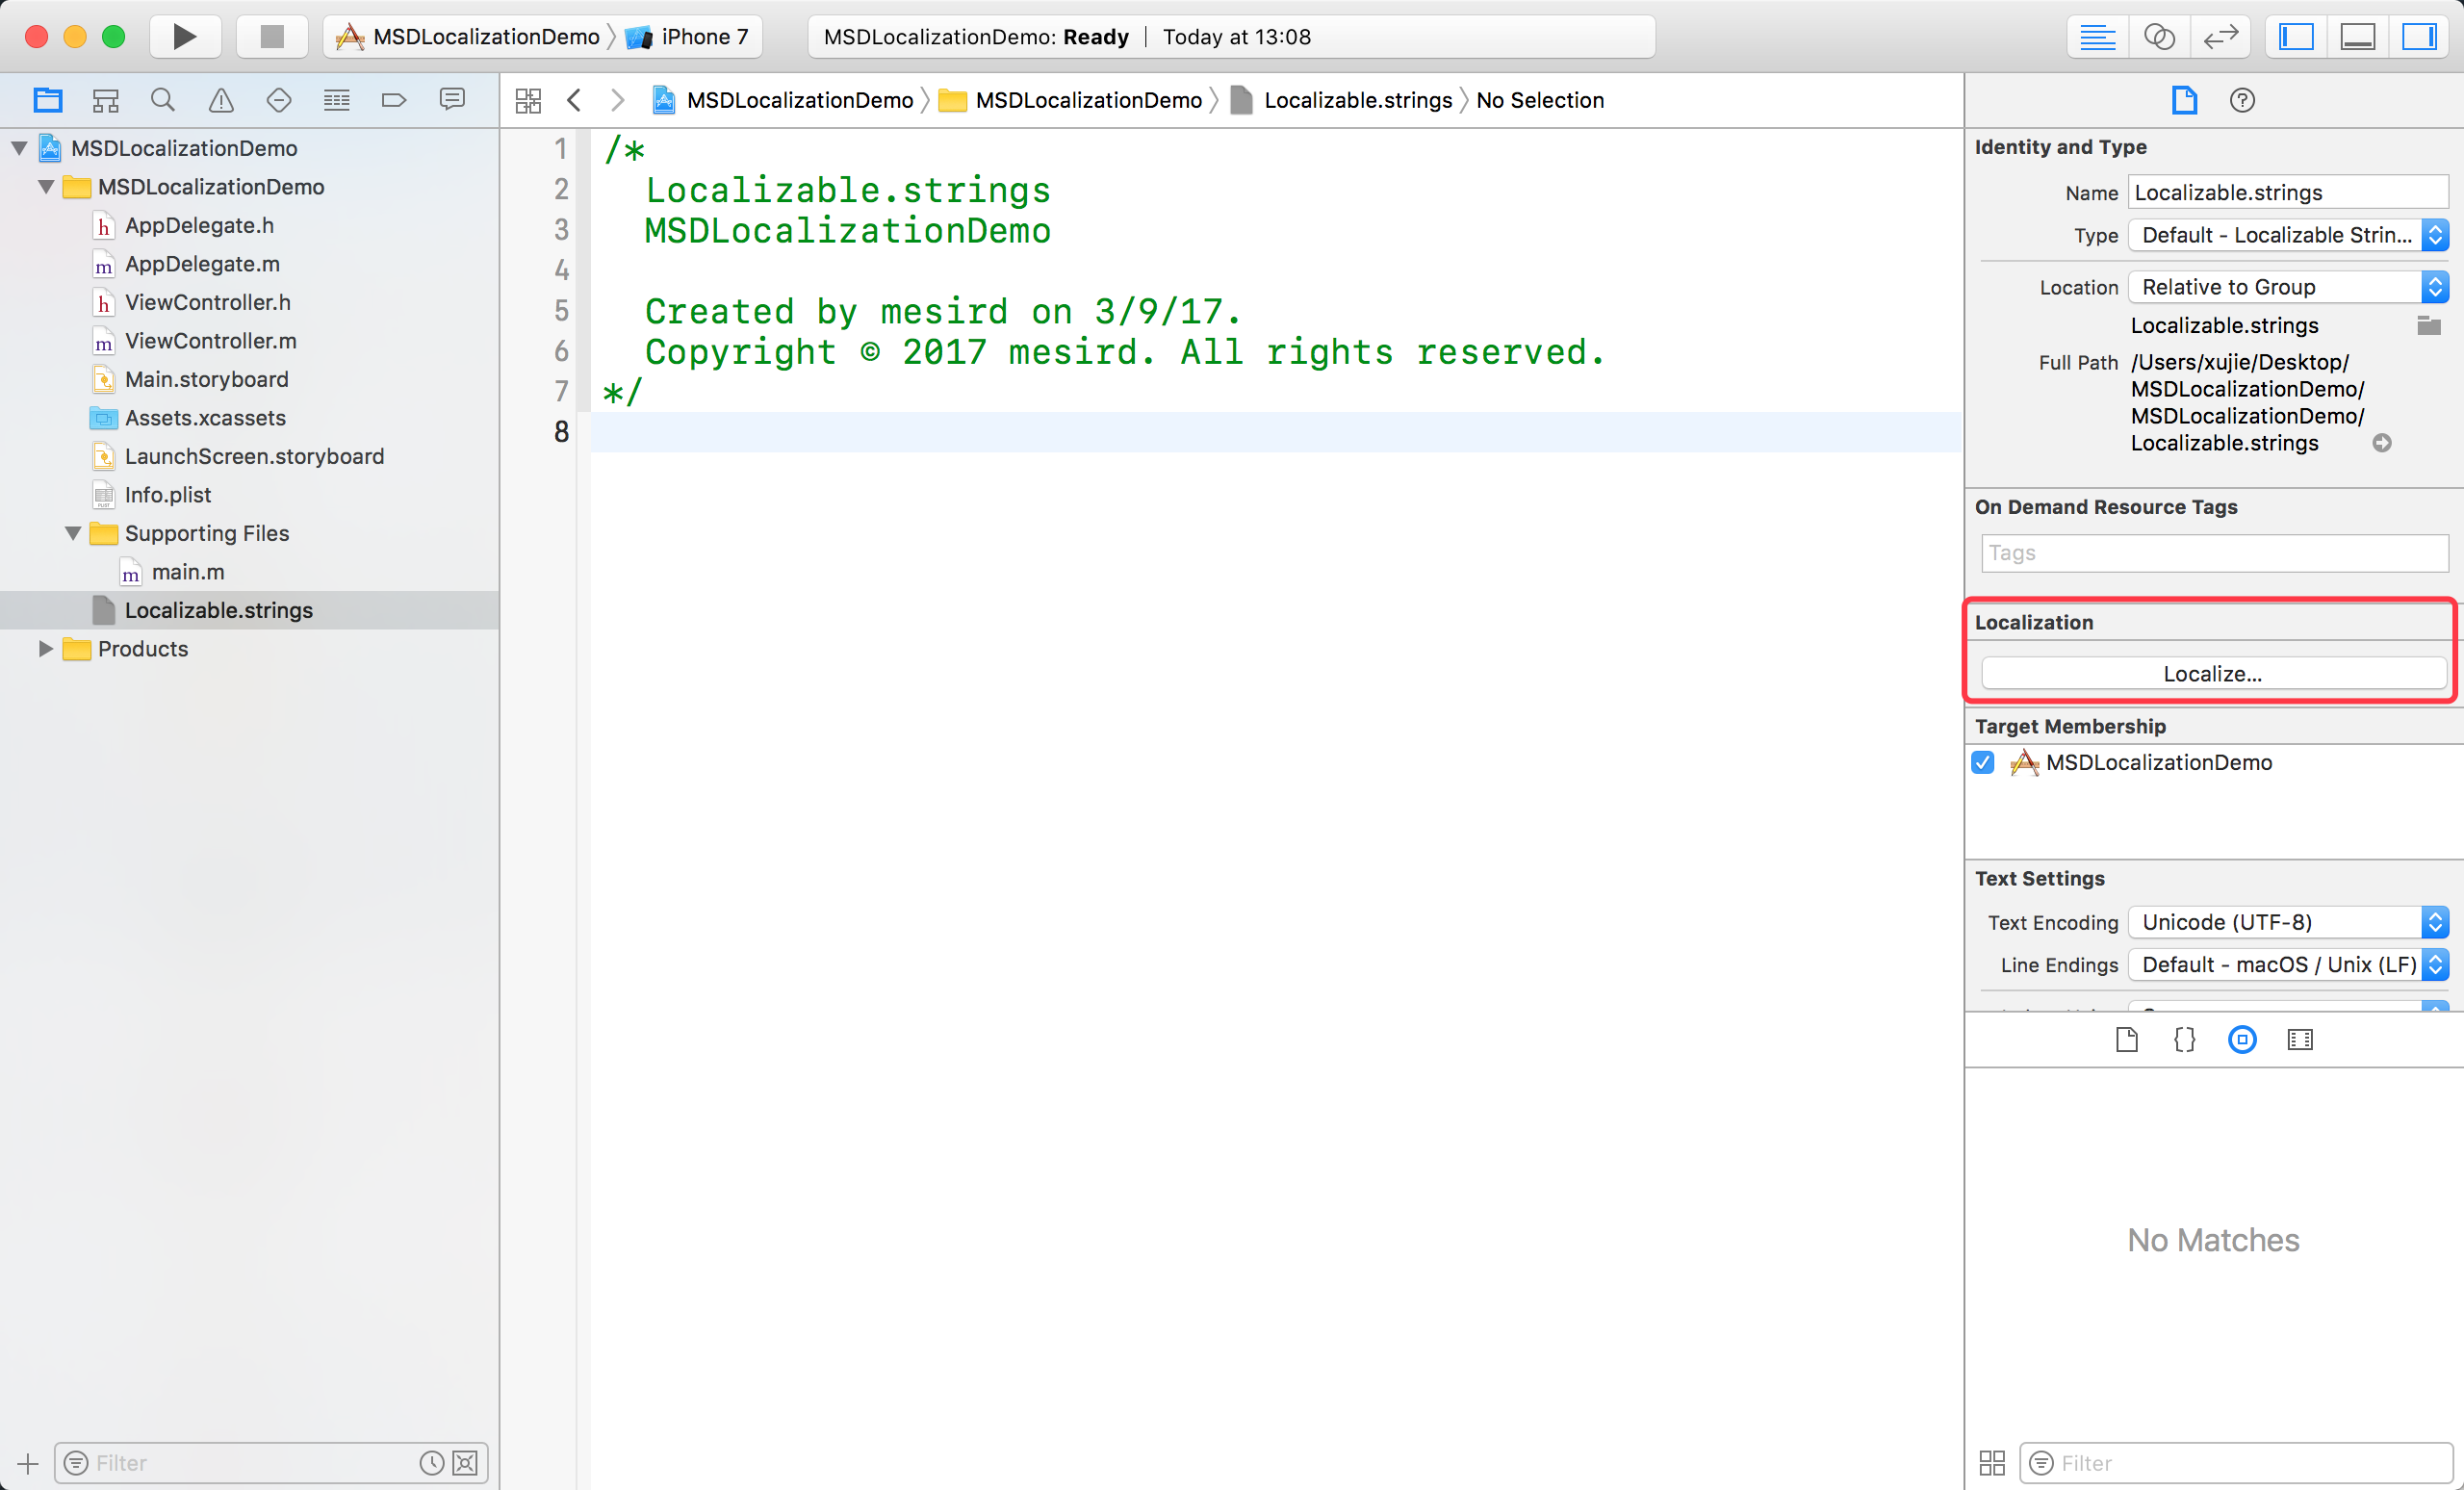 MSDLocalizationDemo iPhone 7
MSDLocalizationDemo: Ready Today at 13:08
MSDLocalizationDemo MSDLocalizationDemo Localizable.strings No Selection
MSDLocalizationDemo
MSDLocalizationDemo
h AppDelegate.h
m AppDelegate.m
h ViewController.h
m ViewController.m
Main.storyboard
Assets.xcassets
LaunchScreen.storyboard
Info.plist
Supporting Files
m main.m
Localizable.strings
Products
Filter
1 /*
2 Localizable.strings
3 MSDLocalizationDemo
4
5 Created by mesird on 3/9/17.
6 Copyright © 2017 mesird. All rights reserved.
7 */
8
Identity and Type
Name Localizable.strings
Type Default - Localizable Strin...
Location Relative to Group
Localizable.strings
Full Path /Users/xujie/Desktop/
MSDLocalizationDemo/
MSDLocalizationDemo/
Localizable.strings
On Demand Resource Tags
Tags
Localization
Localize...
Target Membership
MSDLocalizationDemo
Text Settings
Text Encoding Unicode (UTF-8)
Line Endings Default - macOS / Unix (LF)
{}
No Matches
Filter